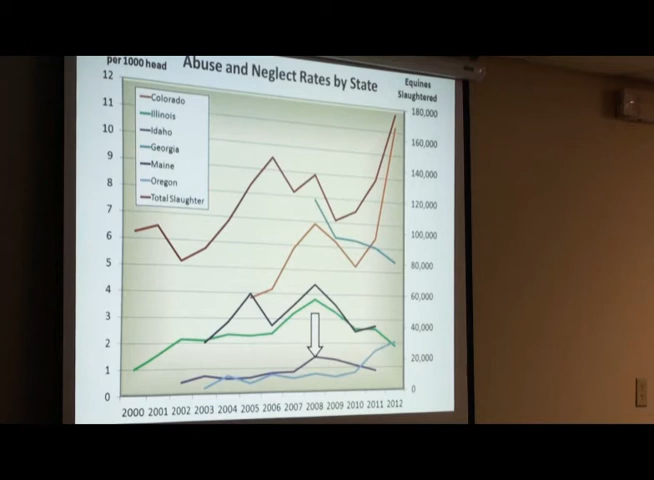 per 1000 head
Abuse and Neglect Rates by State
Equines
Slaughtered
12
11
10
9
8
7
6
5
4
3
2
1
0
Colorado
Illinois
Idaho
Georgia
Maine
Oregon
Total Slaughter
180,000
160,000
140,000
120,000
100,000
80,000
60,000
40,000
20,000
0
2000 2001 2002 2003 2004 2005 2006 2007 2008 2009 2010 2011 2012